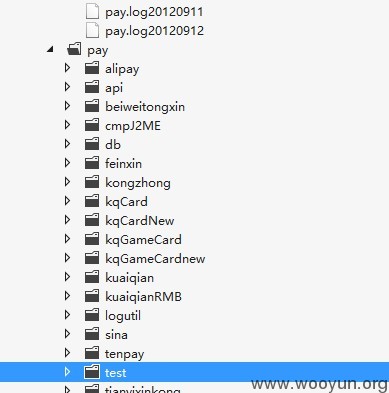 pay.log20120911
pay.log20120912
pay
alipay
api
beiweitongxin
cmpJ2ME
db
feinxin
kongzhong
kqCard
kqCardNew
kqGameCard
kqGameCardnew
kuaiqian
kuaiqianRMB
logutil
sina
tenpay
test
tianyixinkong
www.wooyun.org